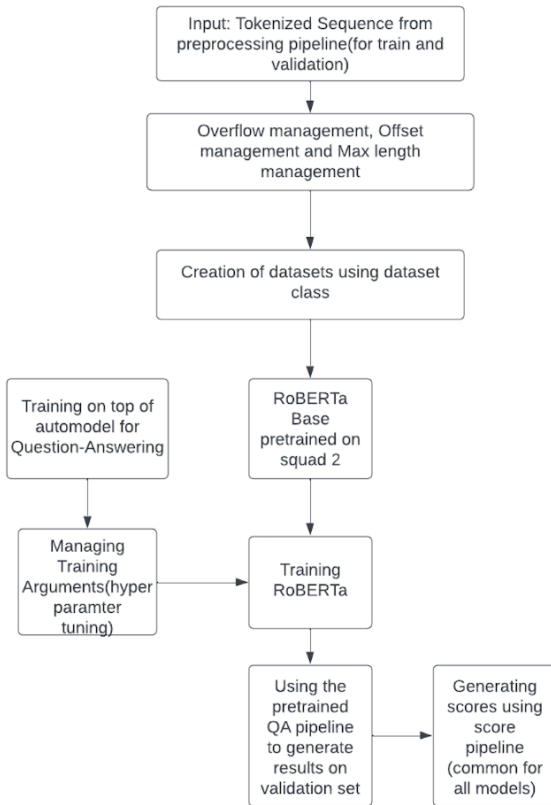 Input: Tokenized Sequence from
preprocessing pipeline(for train and
validation)
Overflow management, Offset
management and Max length
management
Creation of datasets using dataset
class
Training on top of
automodel for
Question-Answering
RoBERTa
Base
pretrained on
squad 2
Managing
Training
Arguments(hyper
paramter
tuning)
Training
RoBERTa
Using the
pretrained
QA pipeline
to generate
results on
validation set
Generating
scores using
score
pipeline
(common for
all models)